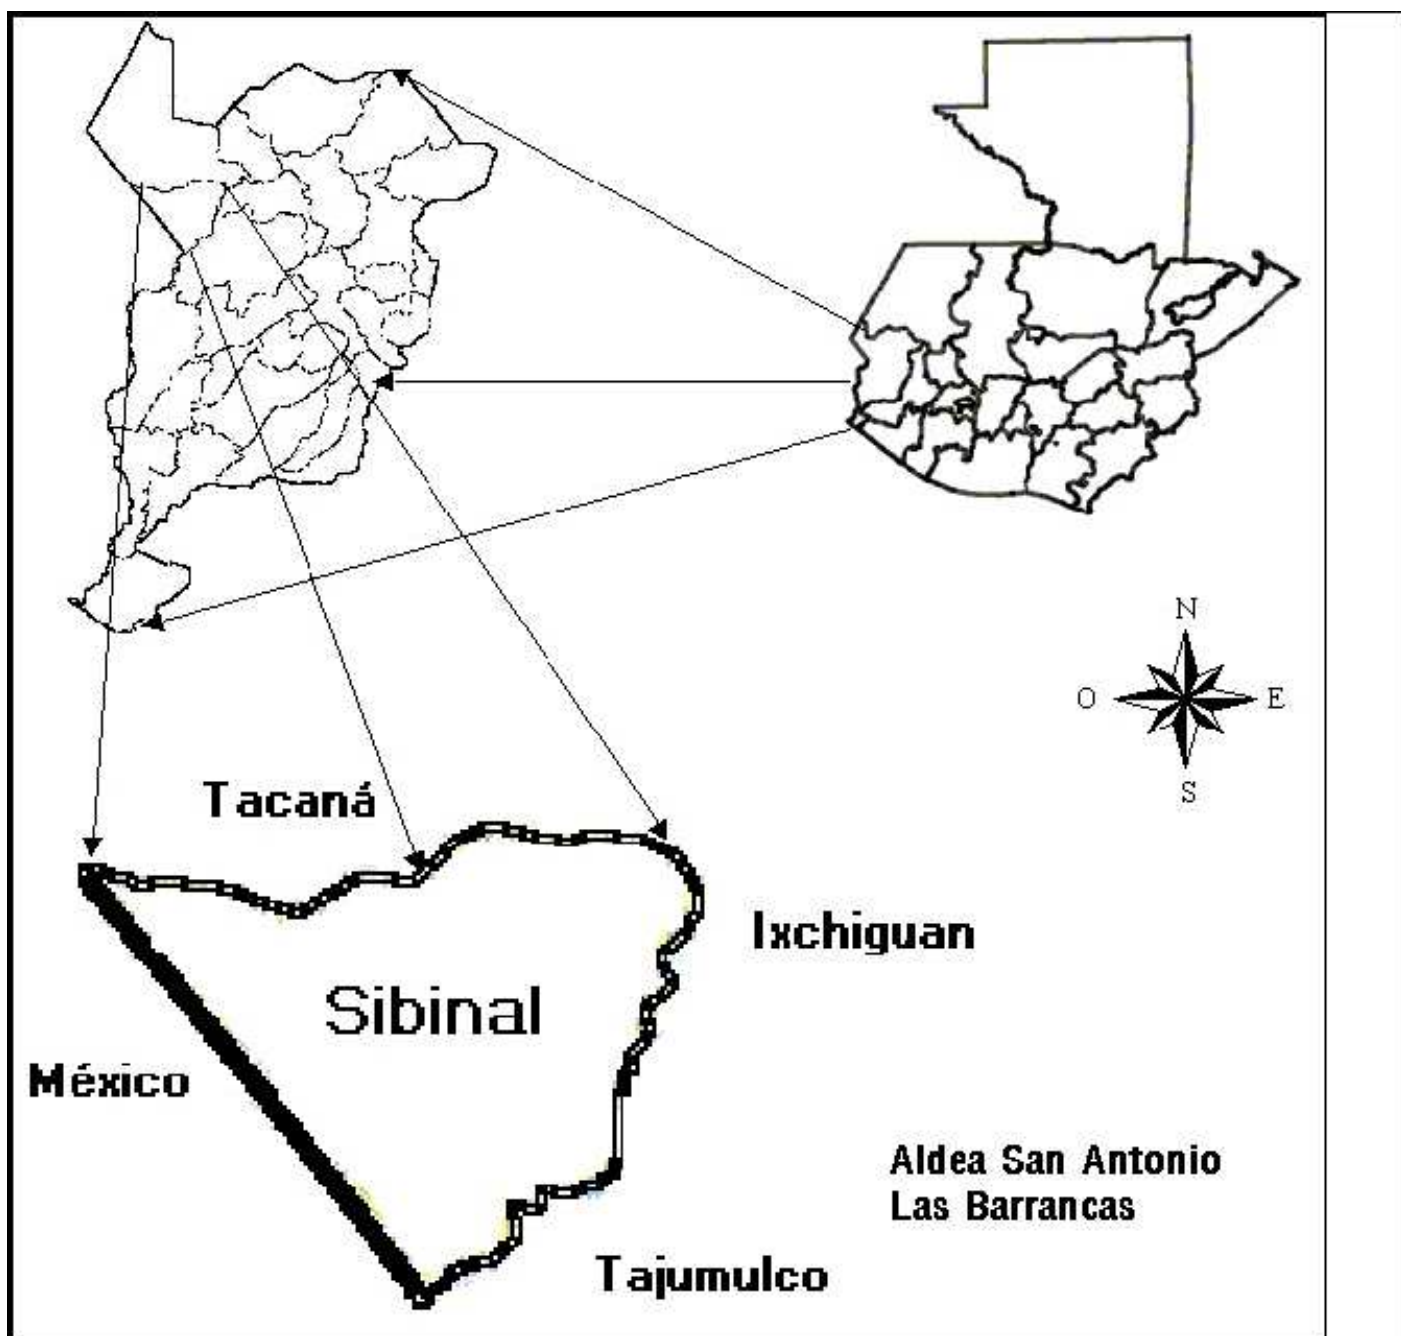 N
O
E
S
Tacaná
Ixchiguan
Sibinal
México
Aldea San Antonio
Las Barrancas
Tajumulco